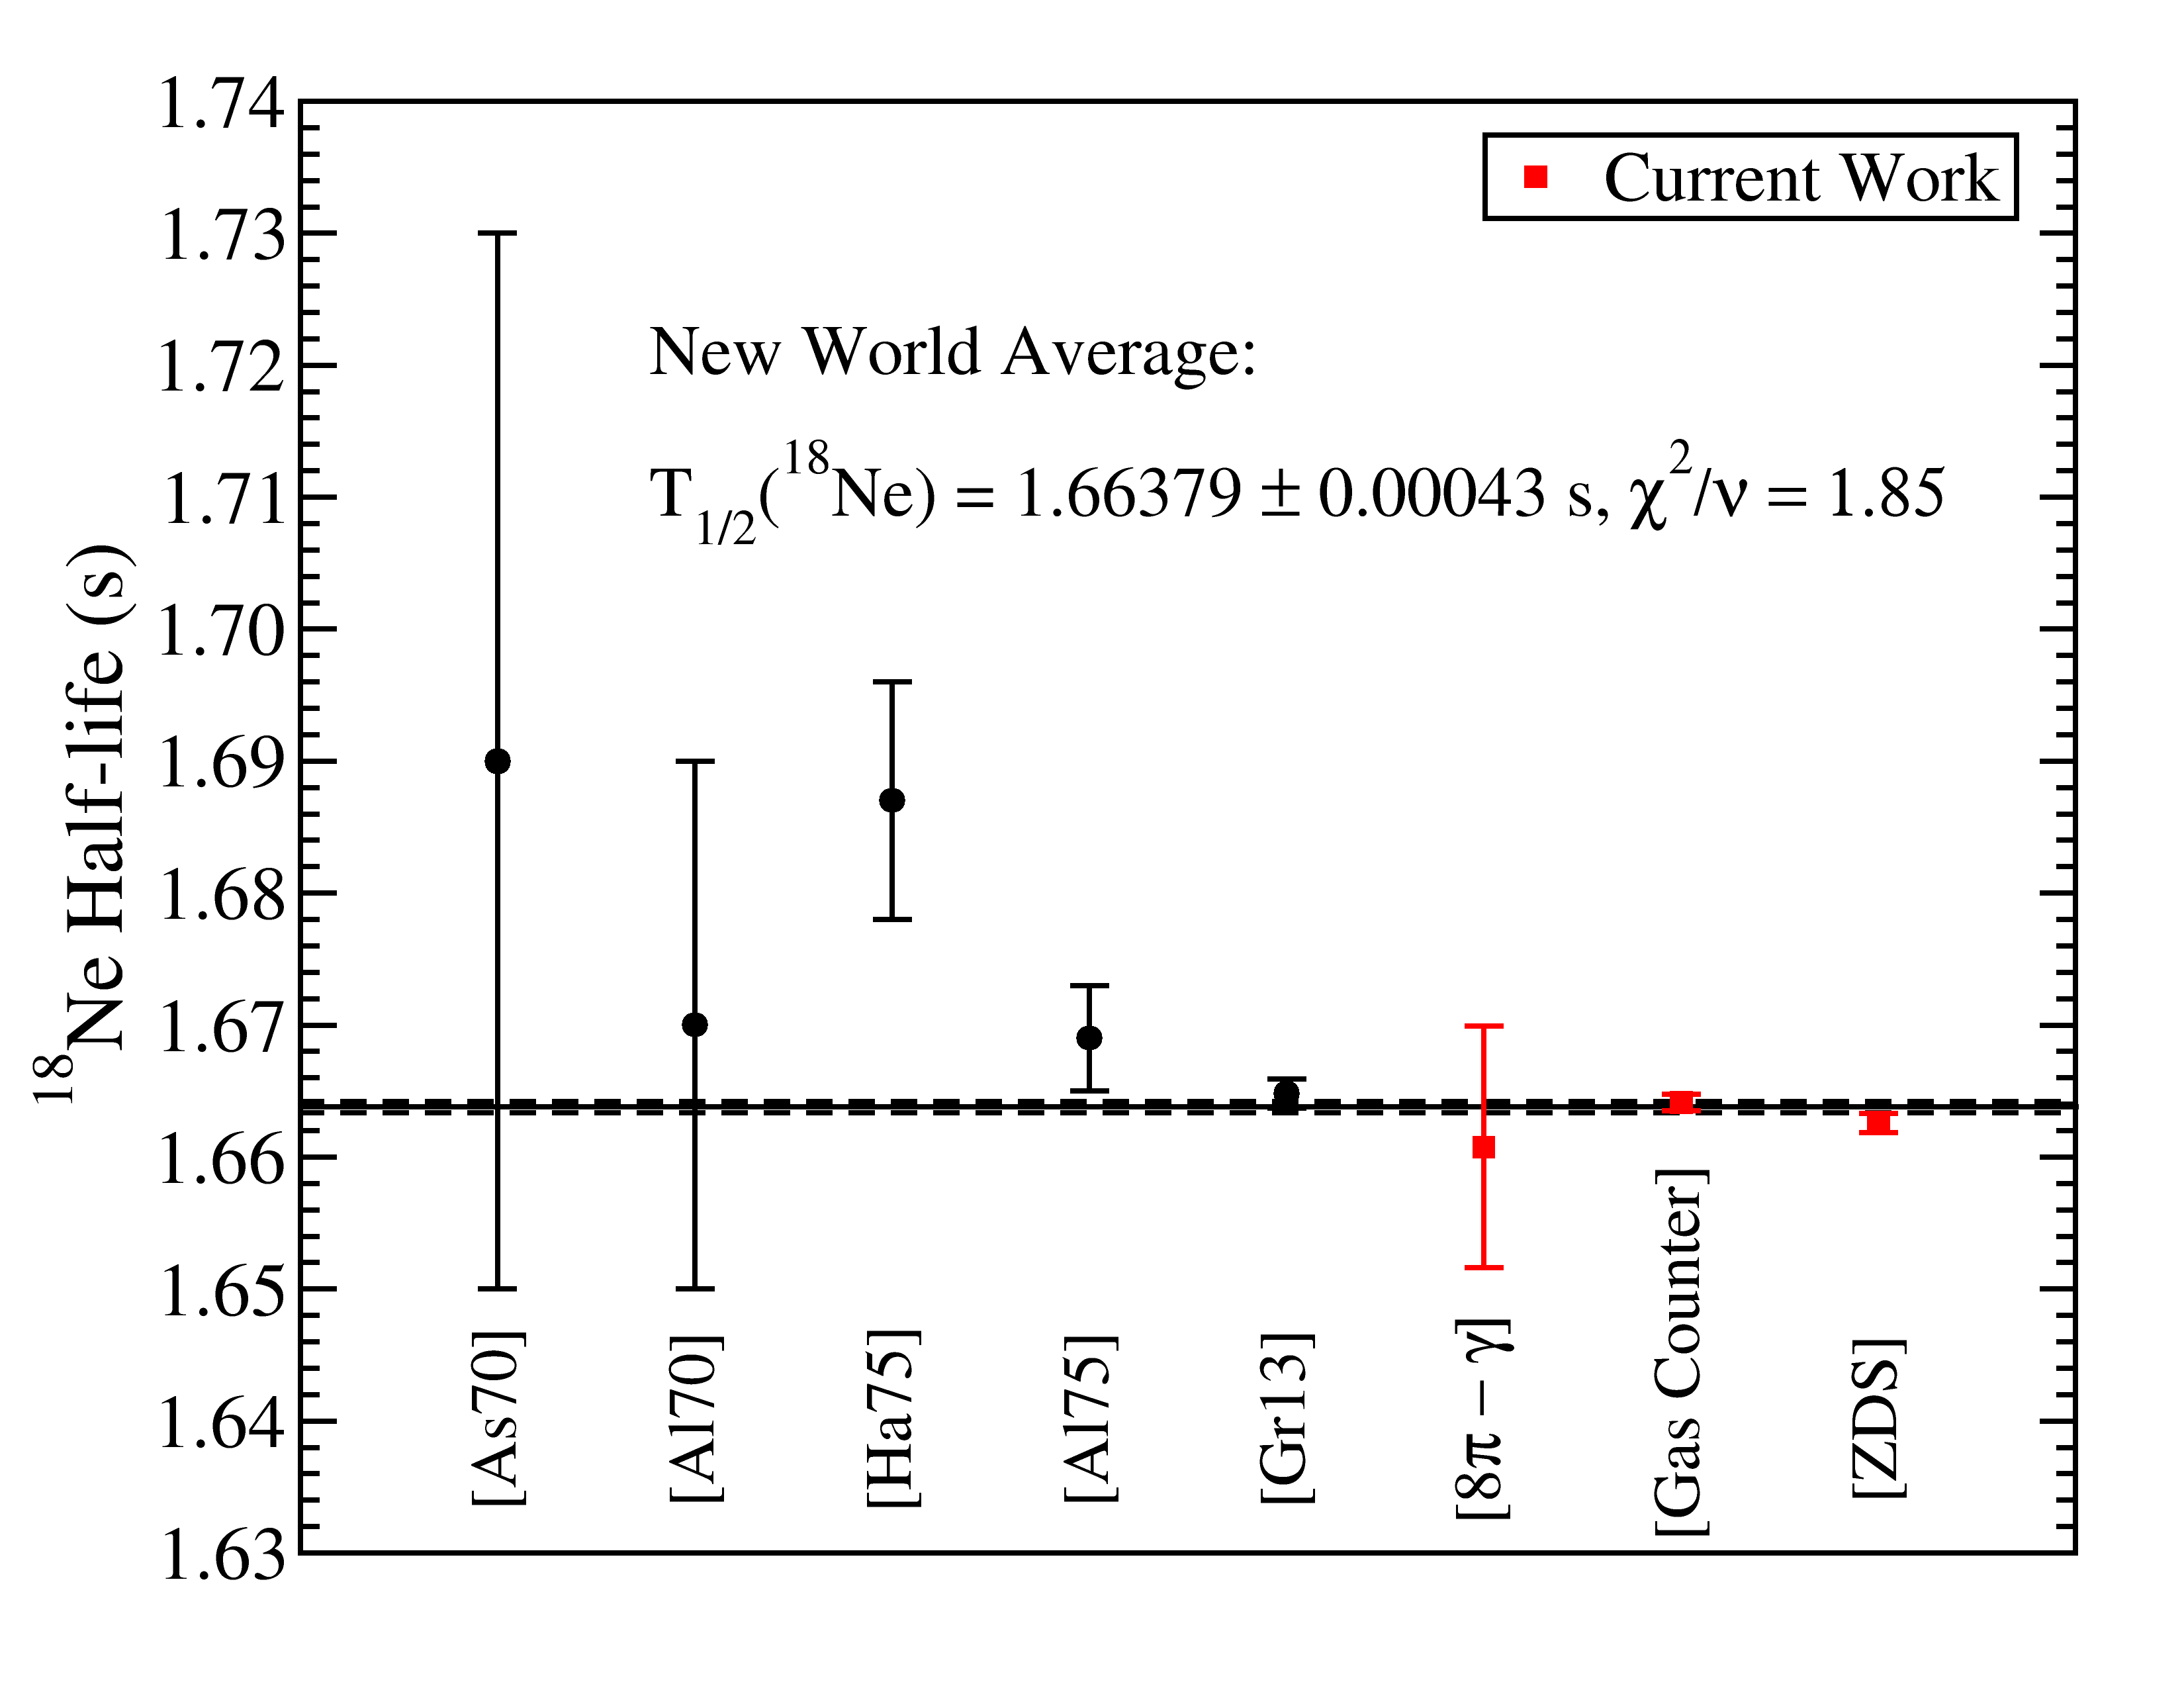 1.74
1.73
1.72
1.71
1.70
1.69
1.68
1.67
1.66
1.65
1.64
1.63
¹⁸Ne Half-life (s)
Current Work
New World Average:
T₁/₂(¹⁸Ne) = 1.66379 ± 0.00043 s, χ²/ν = 1.85
[As70]
[Al70]
[Ha75]
[Al75]
[Gr13]
[8π − γ]
[Gas Counter]
[ZDS]